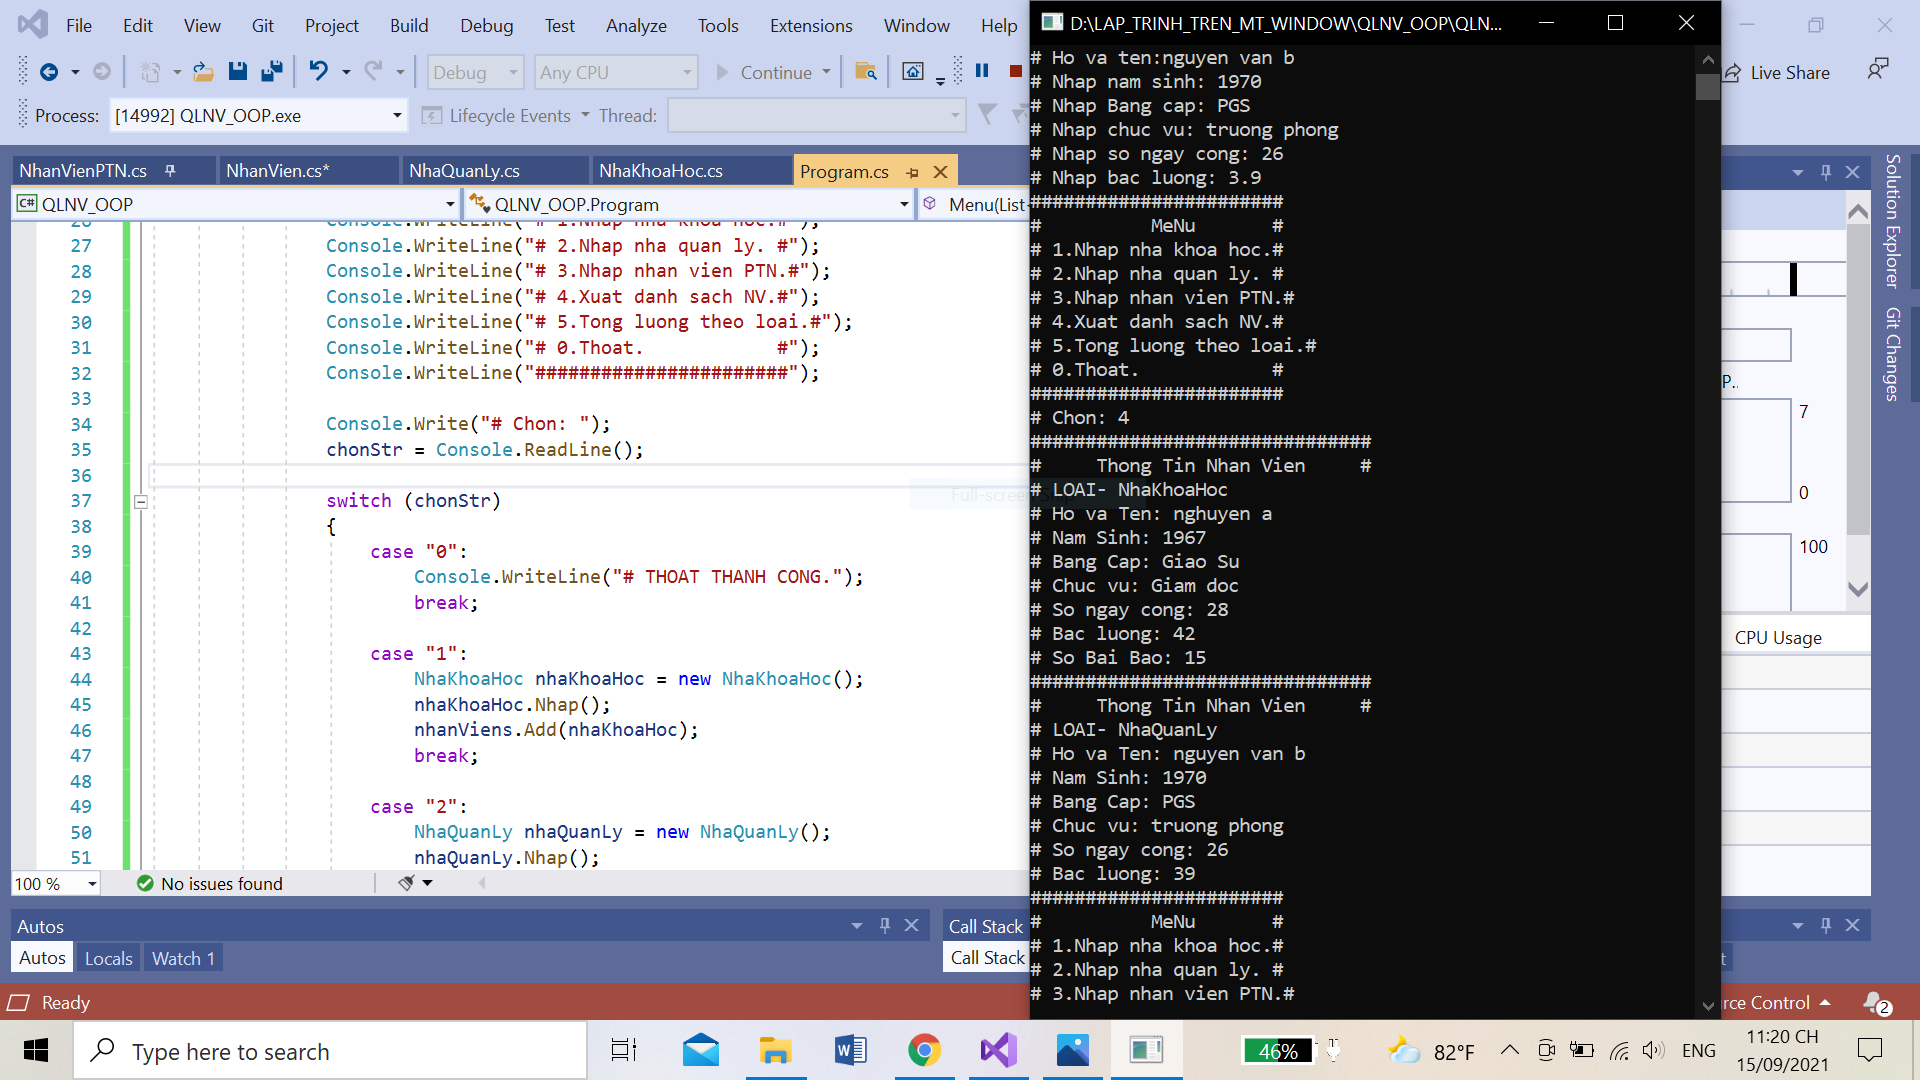 File Edit View Git Project Build Debug Test Analyze Tools Extensions Window Help
Debug Any CPU Continue
Live Share
Process: [14992] QLNV_OOP.exe Lifecycle Events Thread:
NhanVienPTN.cs NhanVien.cs* NhaQuanLy.cs NhaKhoaHoc.cs Program.cs
QLNV_OOP QLNV_OOP.Program Menu(List
27 Console.WriteLine("# 2.Nhap nha quan ly. #");
28 Console.WriteLine("# 3.Nhap nhan vien PTN.#");
29 Console.WriteLine("# 4.Xuat danh sach NV.#");
30 Console.WriteLine("# 5.Tong luong theo loai.#");
31 Console.WriteLine("# 0.Thoat.            #");
32 Console.WriteLine("#######################");
33
34 Console.Write("# Chon: ");
35 chonStr = Console.ReadLine();
36
37 switch (chonStr)
38 {
39 case "0":
40 Console.WriteLine("# THOAT THANH CONG.");
41 break;
42
43 case "1":
44 NhaKhoaHoc nhaKhoaHoc = new NhaKhoaHoc();
45 nhaKhoaHoc.Nhap();
46 nhanViens.Add(nhaKhoaHoc);
47 break;
48
49 case "2":
50 NhaQuanLy nhaQuanLy = new NhaQuanLy();
51 nhaQuanLy.Nhap();
100 % No issues found
Autos
Autos Locals Watch 1
Call Stack
Call Stack
Ready
D:\LAP_TRINH_TREN_MT_WINDOW\QLNV_OOP\QLN...
# Ho va ten:nguyen van b
# Nhap nam sinh: 1970
# Nhap Bang cap: PGS
# Nhap chuc vu: truong phong
# Nhap so ngay cong: 26
# Nhap bac luong: 3.9
#######################
#          MeNu       #
# 1.Nhap nha khoa hoc.#
# 2.Nhap nha quan ly. #
# 3.Nhap nhan vien PTN.#
# 4.Xuat danh sach NV.#
# 5.Tong luong theo loai.#
# 0.Thoat.            #
#######################
# Chon: 4
###############################
#     Thong Tin Nhan Vien     #
# LOAI- NhaKhoaHoc
# Ho va Ten: nghuyen a
# Nam Sinh: 1967
# Bang Cap: Giao Su
# Chuc vu: Giam doc
# So ngay cong: 28
# Bac luong: 42
# So Bai Bao: 15
###############################
#     Thong Tin Nhan Vien     #
# LOAI- NhaQuanLy
# Ho va Ten: nguyen van b
# Nam Sinh: 1970
# Bang Cap: PGS
# Chuc vu: truong phong
# So ngay cong: 26
# Bac luong: 39
#######################
#          MeNu       #
# 1.Nhap nha khoa hoc.#
# 2.Nhap nha quan ly. #
# 3.Nhap nhan vien PTN.#
Solution Explorer
Git Changes
7
0
100
CPU Usage
Control
2
Type here to search
46%
82°F
ENG
11:20 CH
15/09/2021